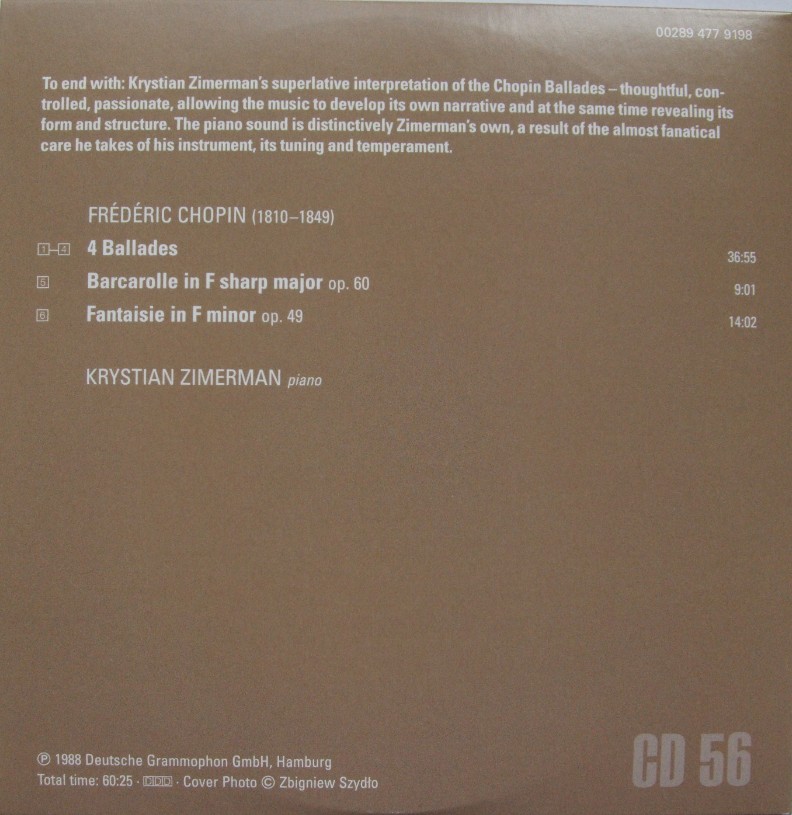 00289 477 9198
To end with: Krystian Zimerman's superlative interpretation of the Chopin Ballades – thoughtful, con-
trolled, passionate, allowing the music to develop its own narrative and at the same time revealing its
form and structure. The piano sound is distinctively Zimerman's own, a result of the almost fanatical
care he takes of his instrument, its tuning and temperament.
FRÉDÉRIC CHOPIN (1810–1849)
1–4 4 Ballades 36:55
5 Barcarolle in F sharp major op. 60 9:01
6 Fantaisie in F minor op. 49 14:02
KRYSTIAN ZIMERMAN piano
℗ 1988 Deutsche Grammophon GmbH, Hamburg
Total time: 60:25 · DDD · Cover Photo © Zbigniew Szydło
CD 56